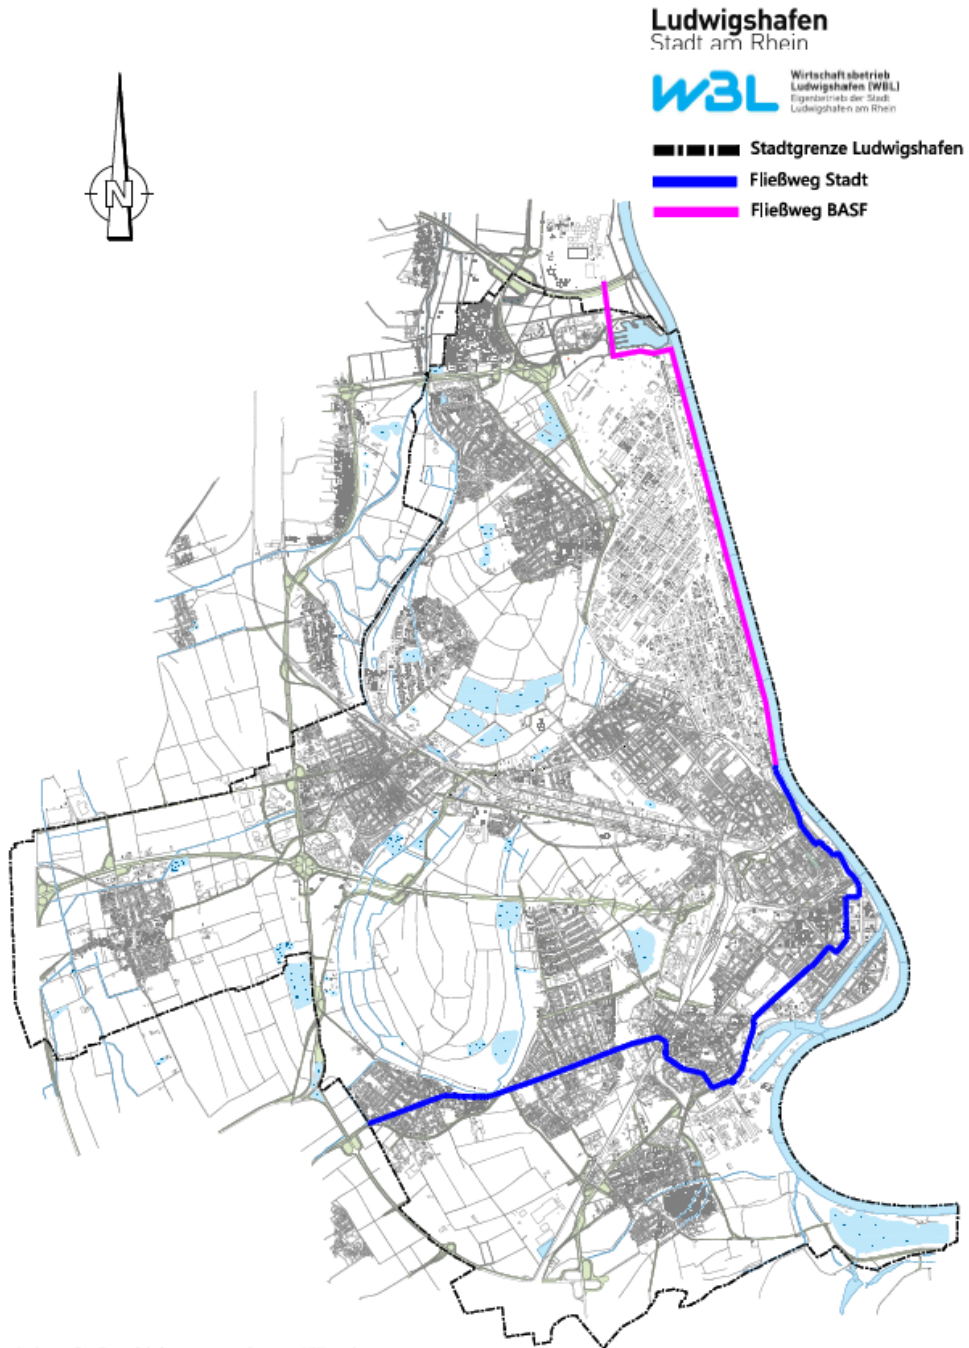 Ludwigshafen
Stadt am Rhein
WBL
Wirtschaftsbetrieb
Ludwigshafen (WBL)
Eigenbetrieb der Stadt
Ludwigshafen am Rhein
Stadtgrenze Ludwigshafen
Fließweg Stadt
Fließweg BASF
N